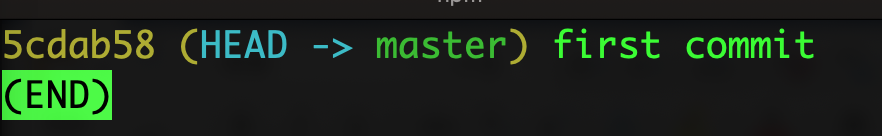 5cdab58 (HEAD -> master) first commit
(END)